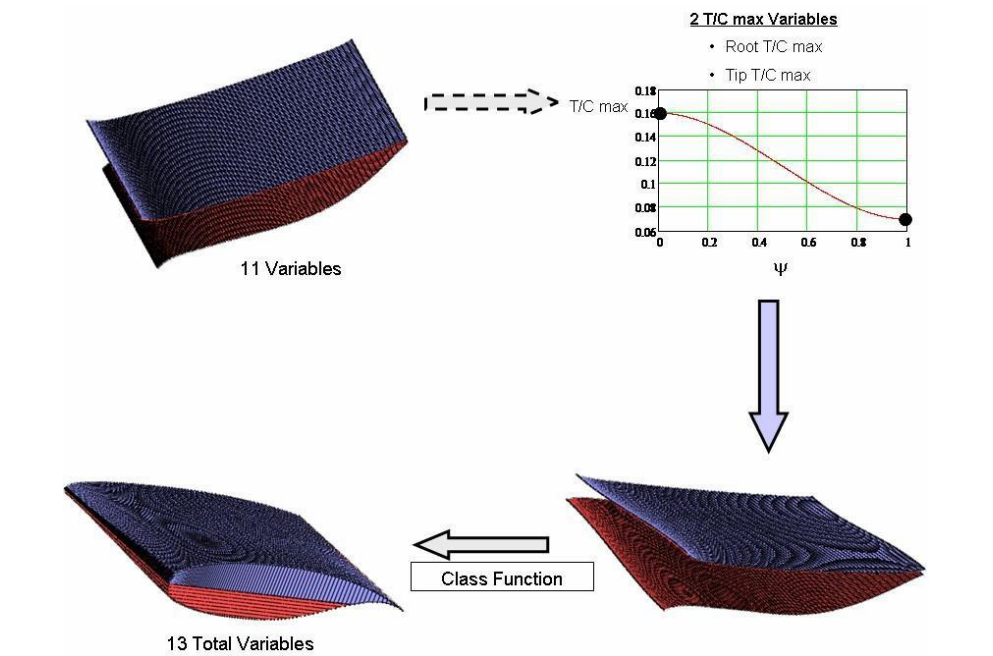 2 T/C max Variables
• Root T/C max
• Tip T/C max
T/C max
0.18
0.16
0.14
0.12
0.1
0.08
0.06
0 0.2 0.4 0.6 0.8 1
Ψ
11 Variables
Class Function
13 Total Variables